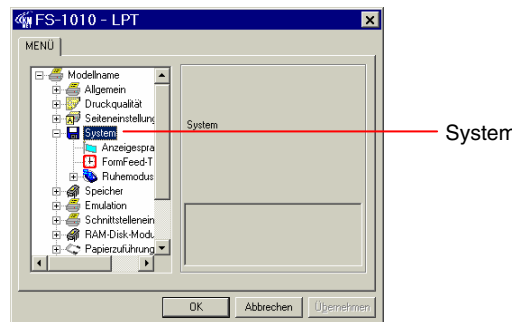 FS-1010 - LPT
MENÜ
Modellname
Allgemein
Druckqualität
Seiteneinstellung
System
System
System
Anzeigespra
FormFeed-T
Ruhemodus
Speicher
Emulation
Schnittstellenein
RAM-Disk-Modu
Papierzuführung
OK Abbrechen Übernehmen